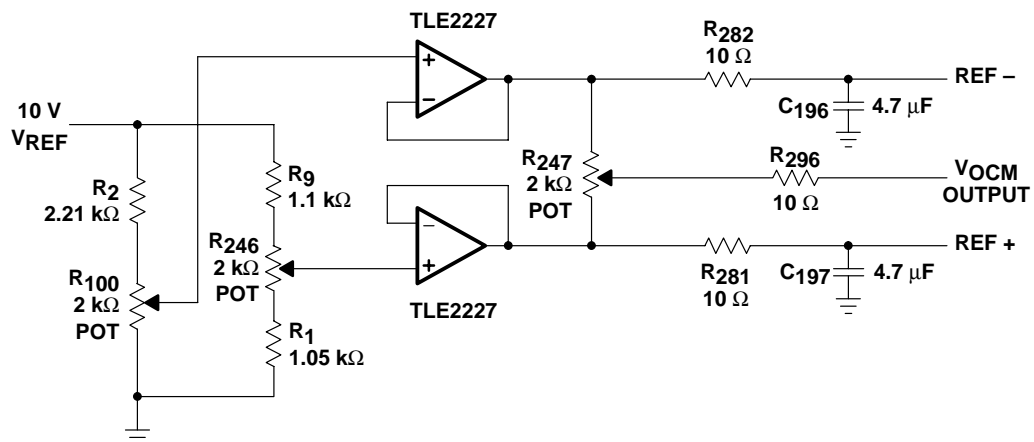 TLE2227
R282
10 Ω
REF –
C196
4.7 μF
10 V
VREF
R2
2.21 kΩ
R9
1.1 kΩ
R247
2 kΩ
POT
R296
10 Ω
VOCM
OUTPUT
R246
2 kΩ
POT
R100
2 kΩ
POT
R1
1.05 kΩ
TLE2227
R281
10 Ω
REF +
C197
4.7 μF
+
–
–
+